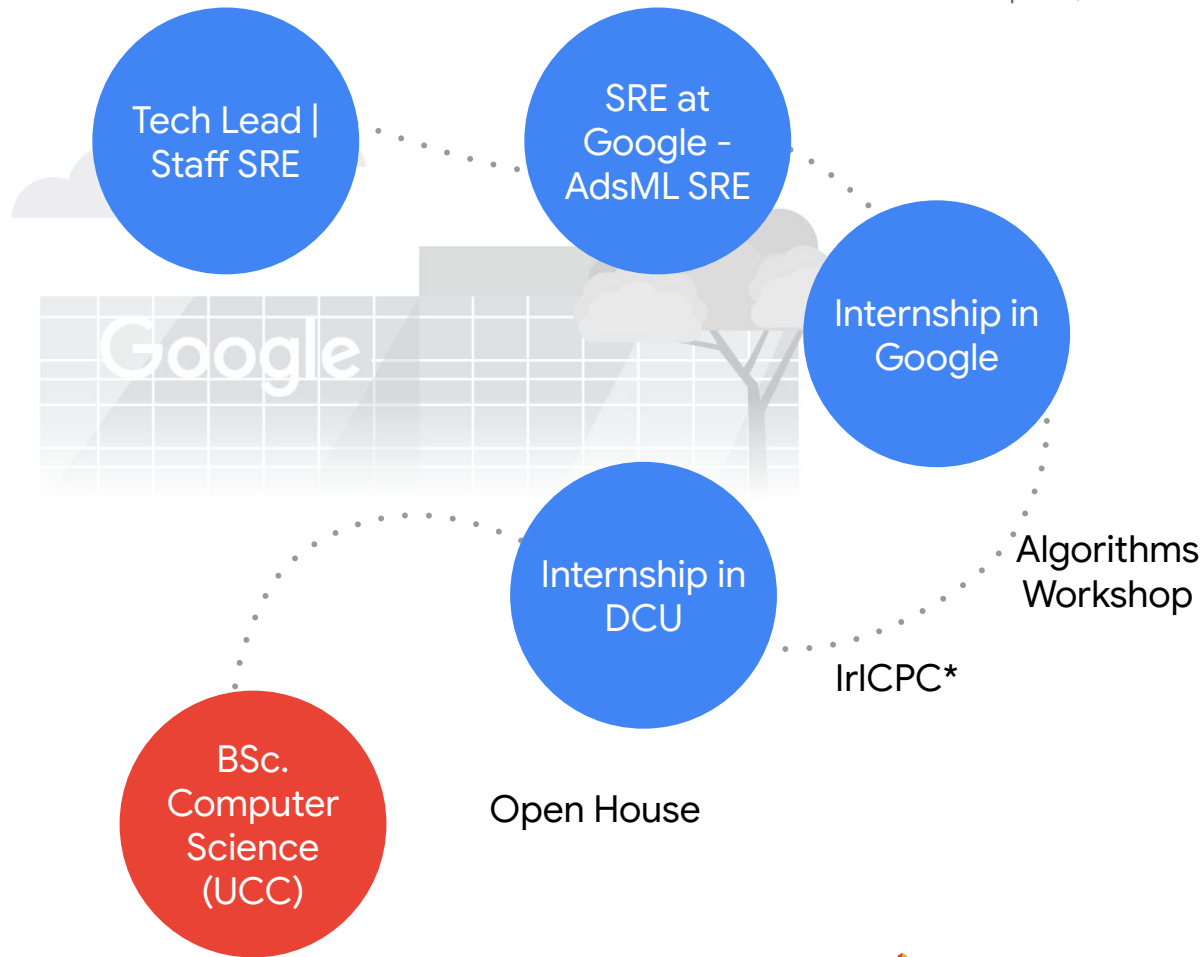 Tech Lead |
Staff SRE
SRE at
Google -
AdsML SRE
Google
Internship in
Google
Algorithms
Workshop
Internship in
DCU
IrlCPC*
BSc.
Computer
Science
(UCC)
Open House